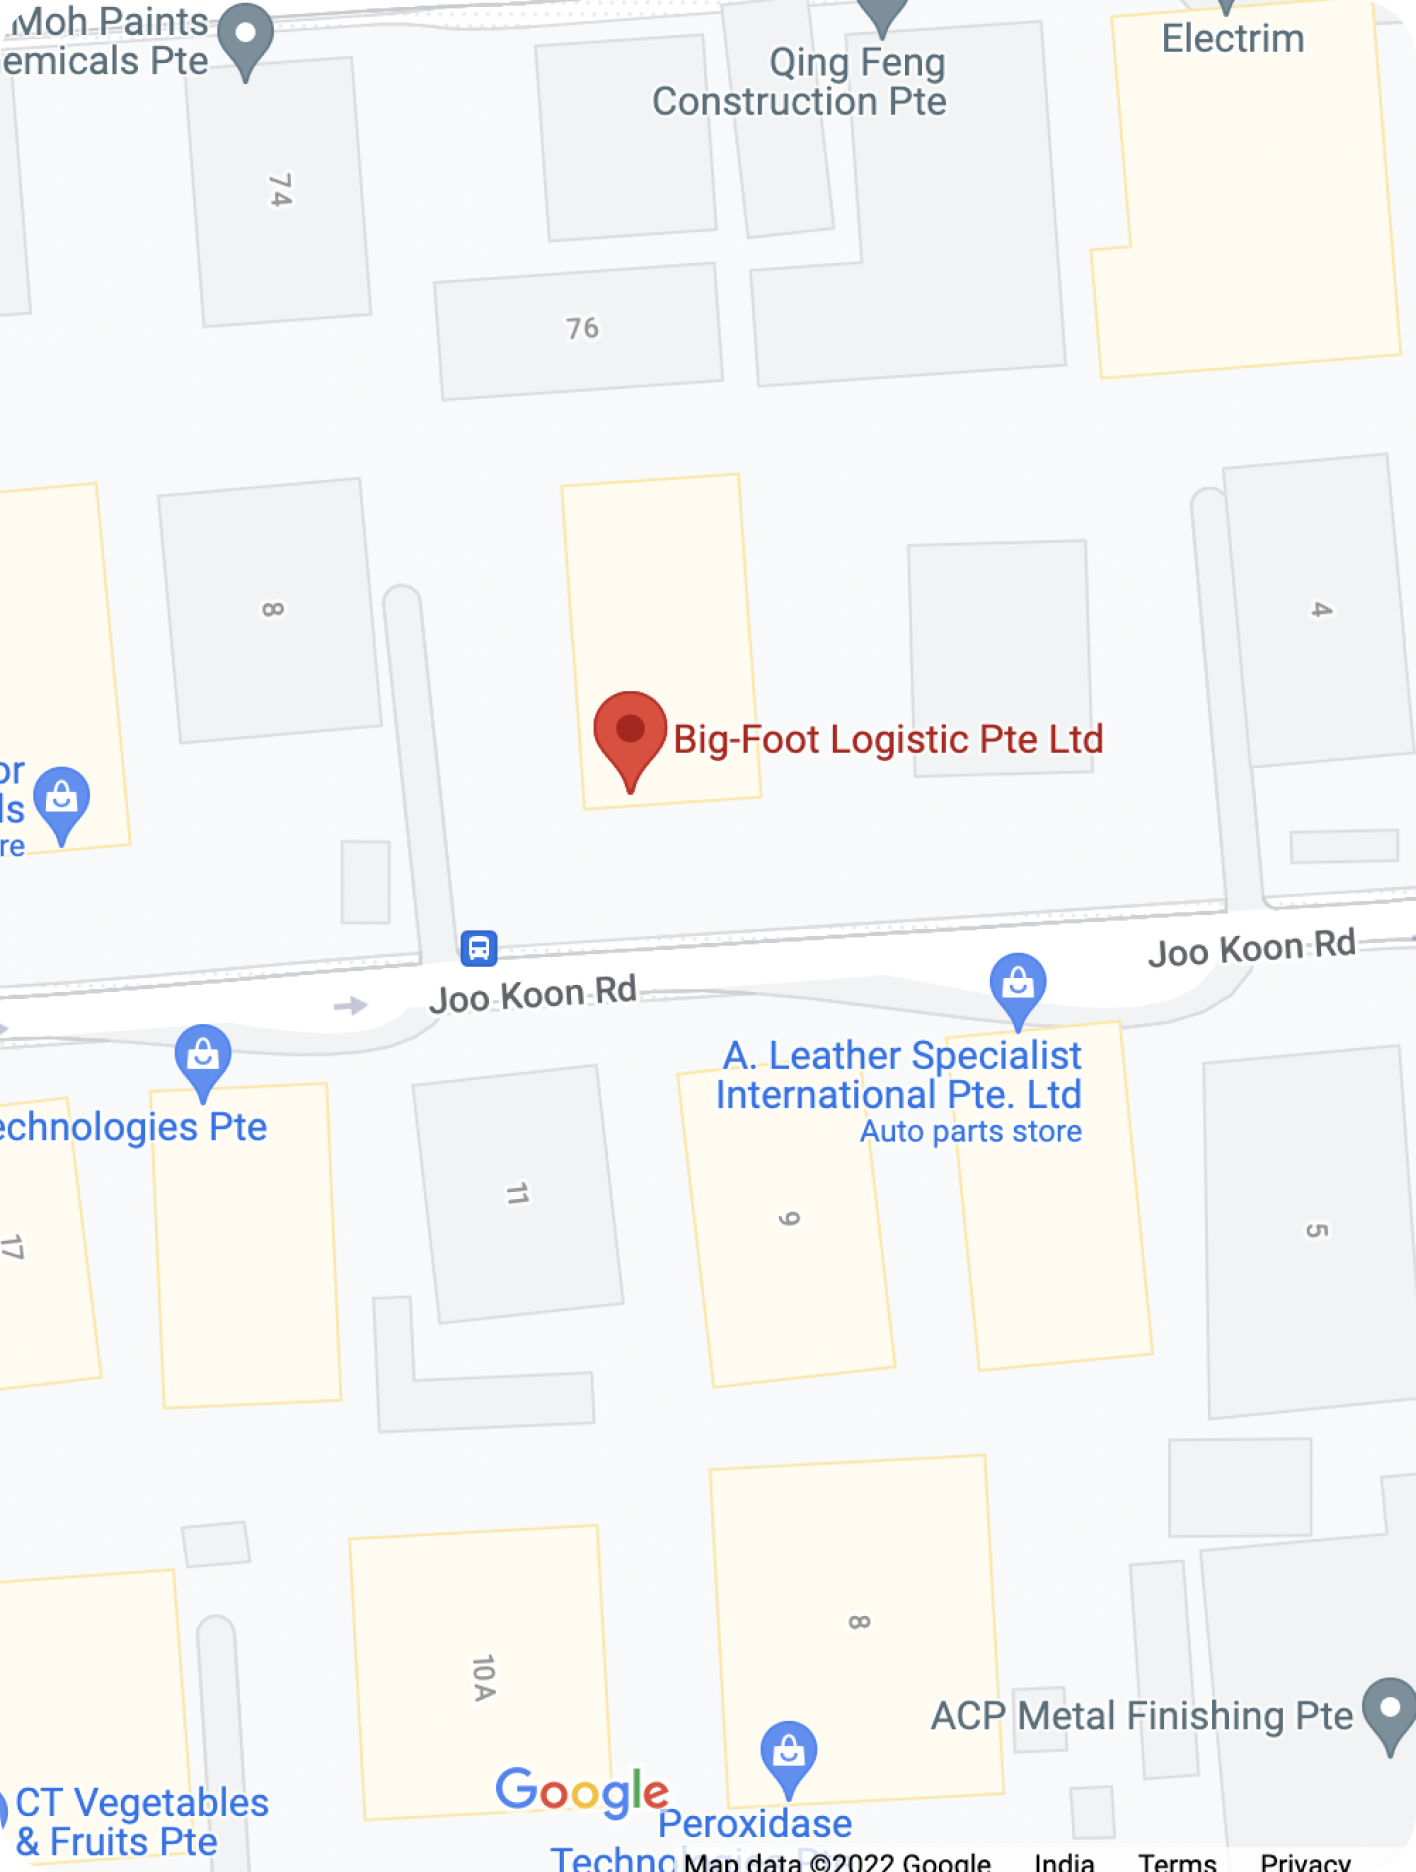 Moh Paints
emicals Pte
Qing Feng
Construction Pte
Electrim
74
76
8
4
Big-Foot Logistic Pte Ltd
or
ls
re
Joo Koon Rd
Joo Koon Rd
echnologies Pte
A. Leather Specialist
International Pte. Ltd
Auto parts store
11
9
5
17
10A
8
ACP Metal Finishing Pte
CT Vegetables
& Fruits Pte
Google
Peroxidase
Map data ©2022 Google India Terms Privacy